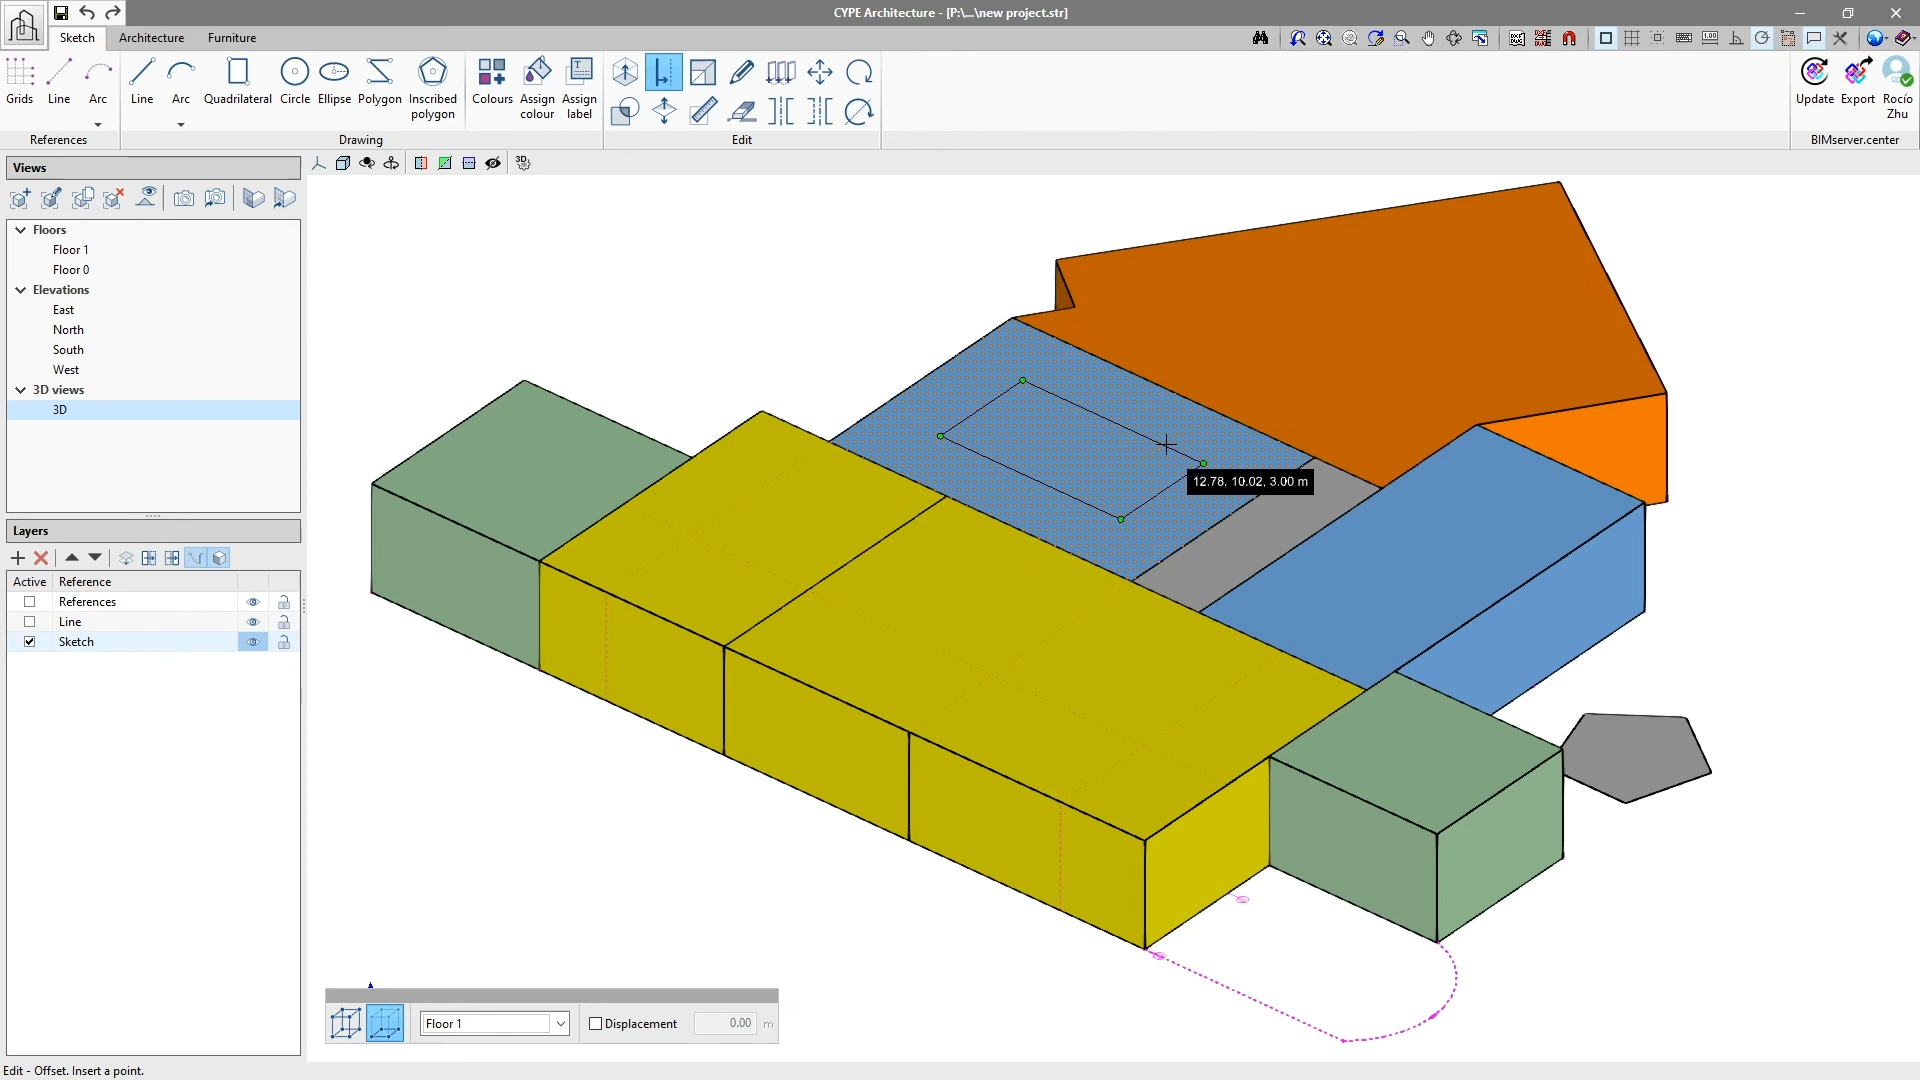 CYPE Architecture - [P:\...\new project.str]
Sketch
Architecture
Furniture
Grids
Line
Arc
Line
Arc
Quadrilateral
Circle
Ellipse
Polygon
Inscribed
polygon
Colours
Assign
colour
Assign
label
Update
Export
Rocío
Zhu
References
Drawing
Edit
BIMserver.center
Views
3D
Floors
Floor 1
Floor 0
Elevations
East
North
South
West
3D views
3D
12.78, 10.02, 3.00 m
Layers
Active
Reference
References
Line
Sketch
Floor 1
Displacement
0.00
m
Edit - Offset. Insert a point.